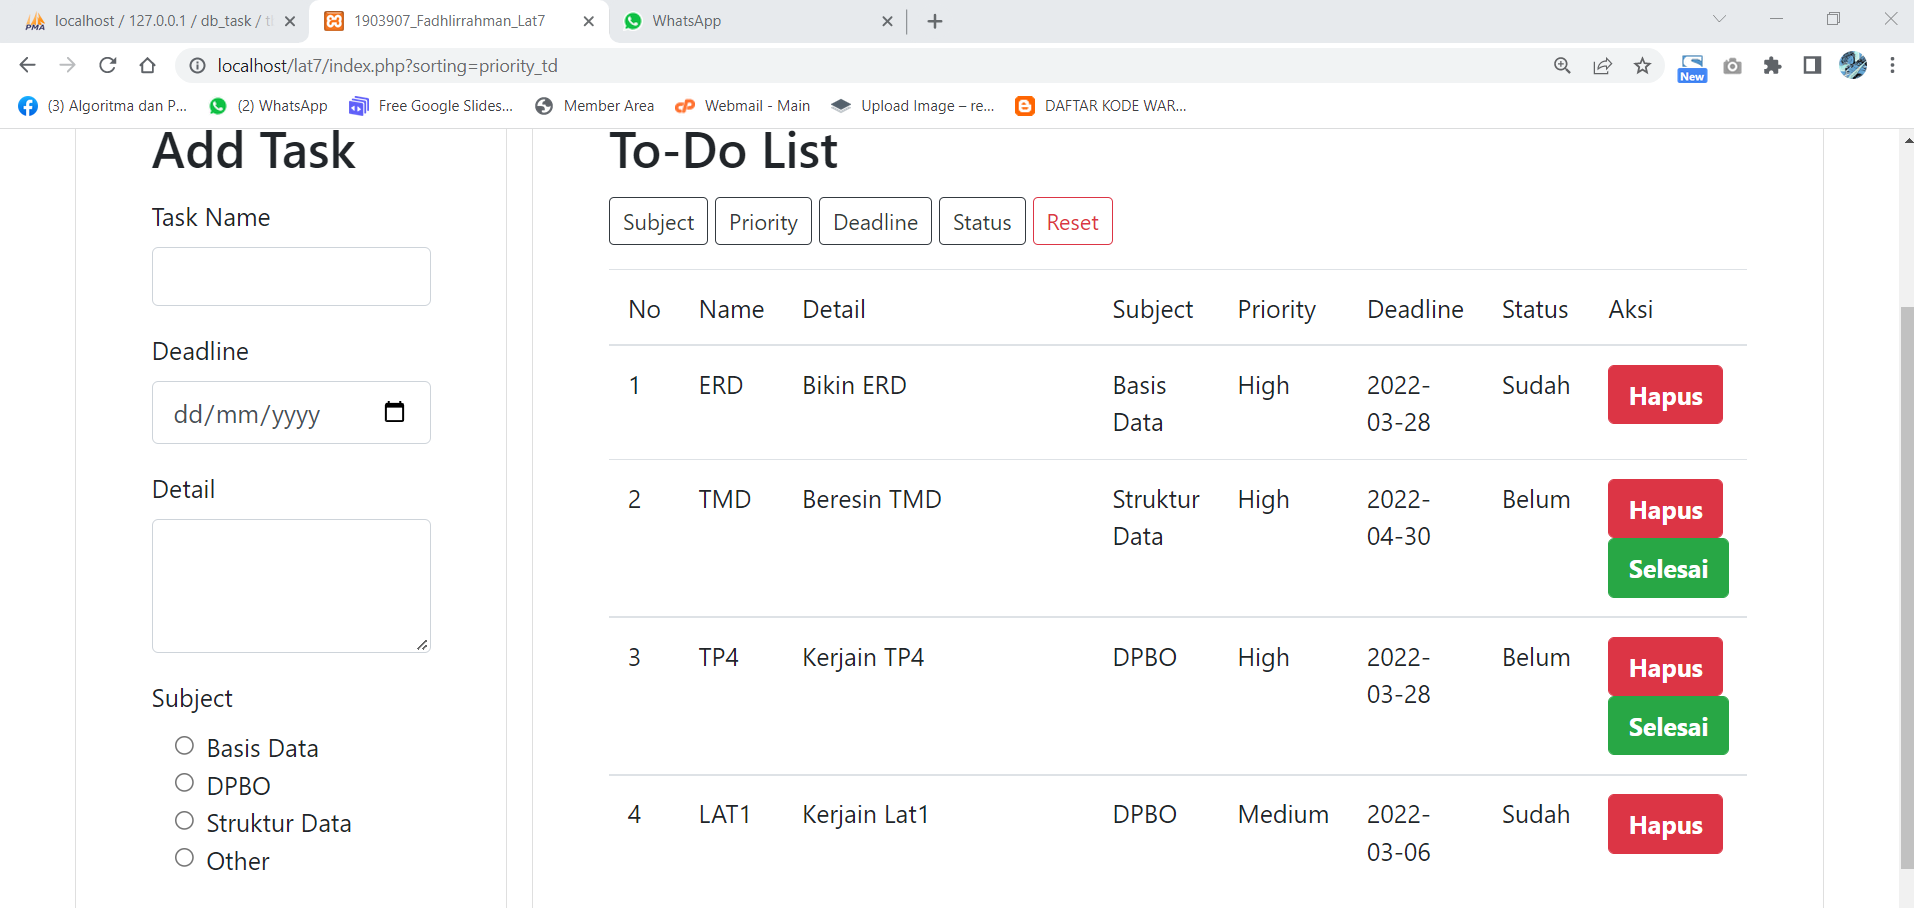 localhost / 127.0.0.1 / db_task /
1903907_Fadhlirrahman_Lat7
WhatsApp
localhost/lat7/index.php?sorting=priority_td
New
(3) Algoritma dan P...
(2) WhatsApp
Free Google Slides...
Member Area
Webmail - Main
Upload Image – re...
DAFTAR KODE WAR...
Add Task
Task Name
Deadline
dd/mm/yyyy
Detail
Subject
Basis Data
DPBO
Struktur Data
Other
To-Do List
Subject Priority Deadline Status Reset
No Name Detail Subject Priority Deadline Status Aksi
1 ERD Bikin ERD Basis Data High 2022-03-28 Sudah Hapus
2 TMD Beresin TMD Struktur Data High 2022-04-30 Belum Hapus Selesai
3 TP4 Kerjain TP4 DPBO High 2022-03-28 Belum Hapus Selesai
4 LAT1 Kerjain Lat1 DPBO Medium 2022-03-06 Sudah Hapus